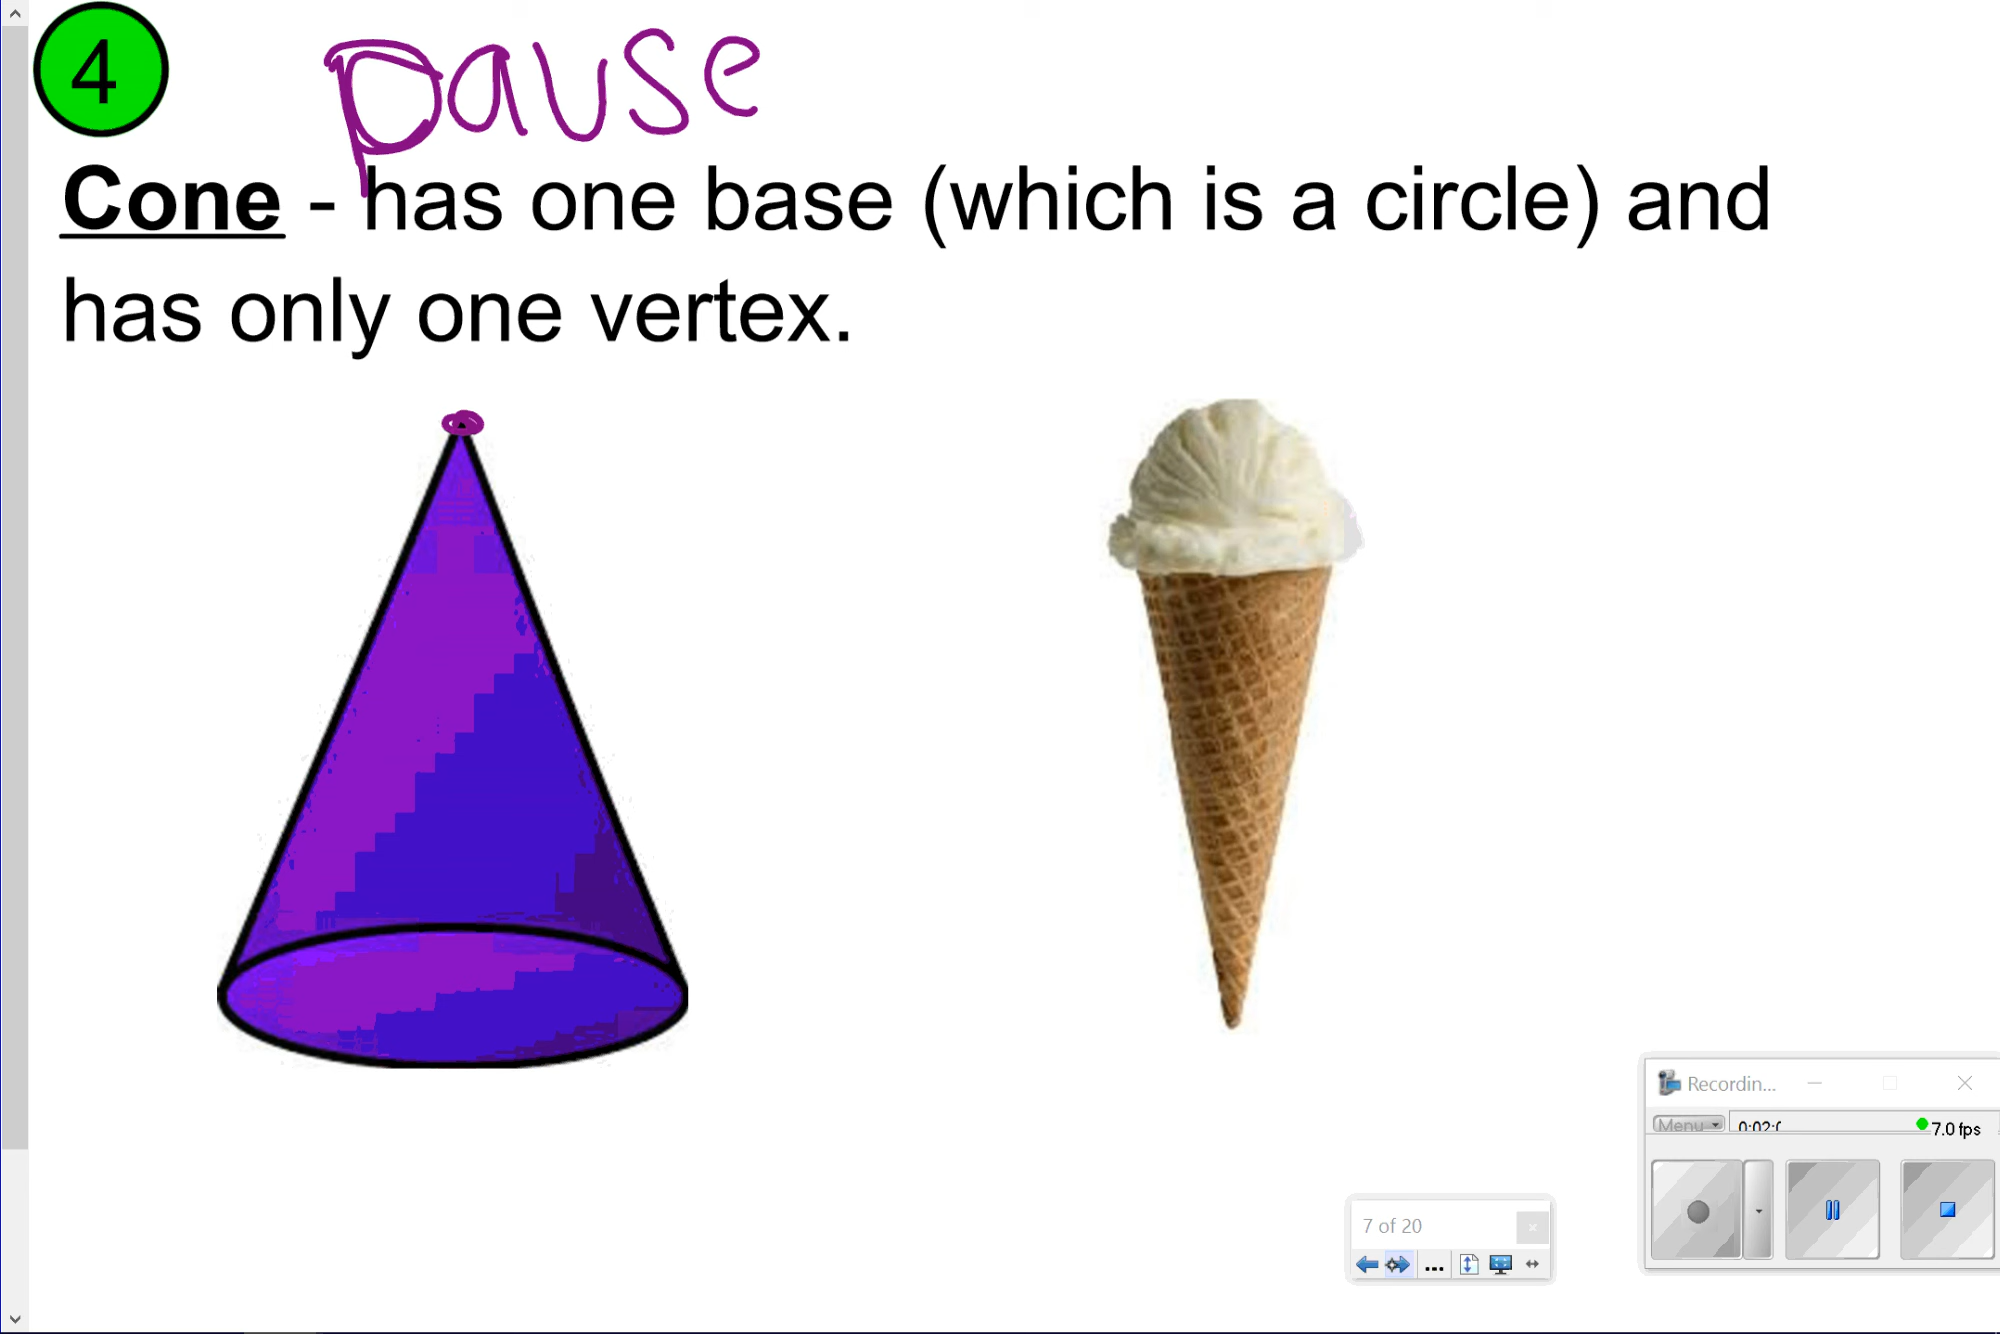 4
pause
Cone - has one base (which is a circle) and
has only one vertex.
Recordin...
Menu
7.0 fps
7 of 20
...